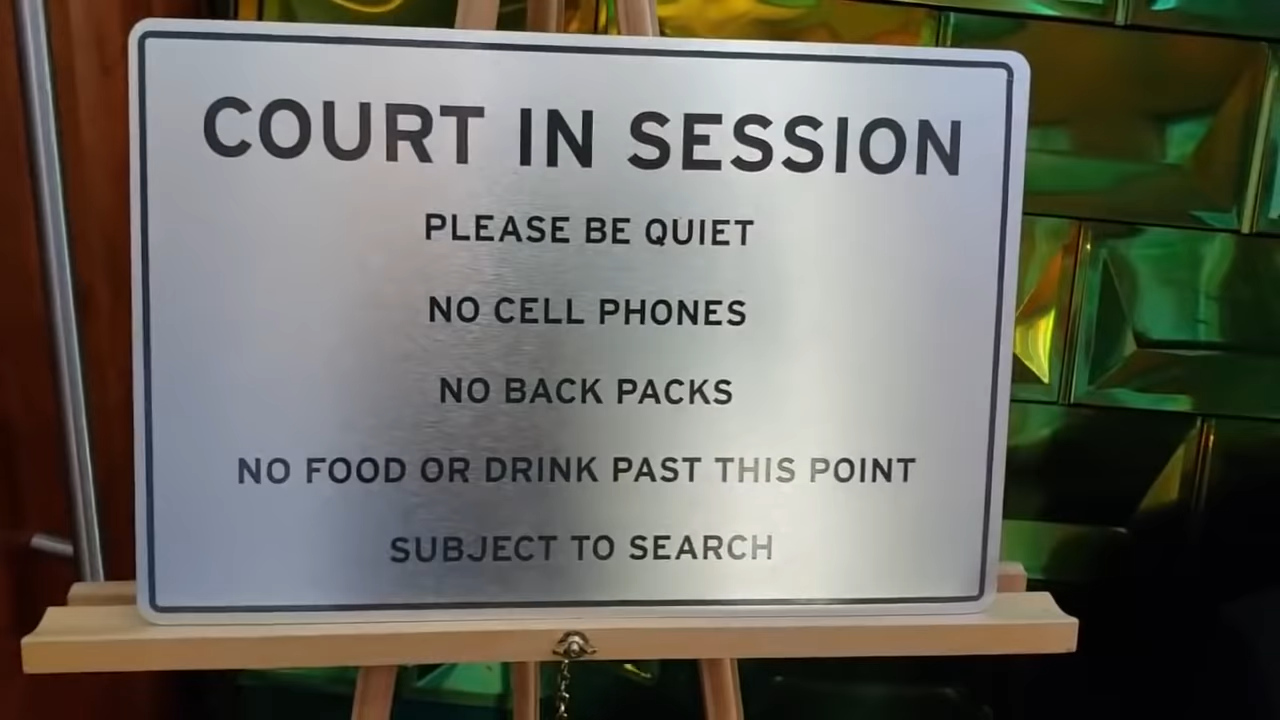 COURT IN SESSION
PLEASE BE QUIET
NO CELL PHONES
NO BACK PACKS
NO FOOD OR DRINK PAST THIS POINT
SUBJECT TO SEARCH